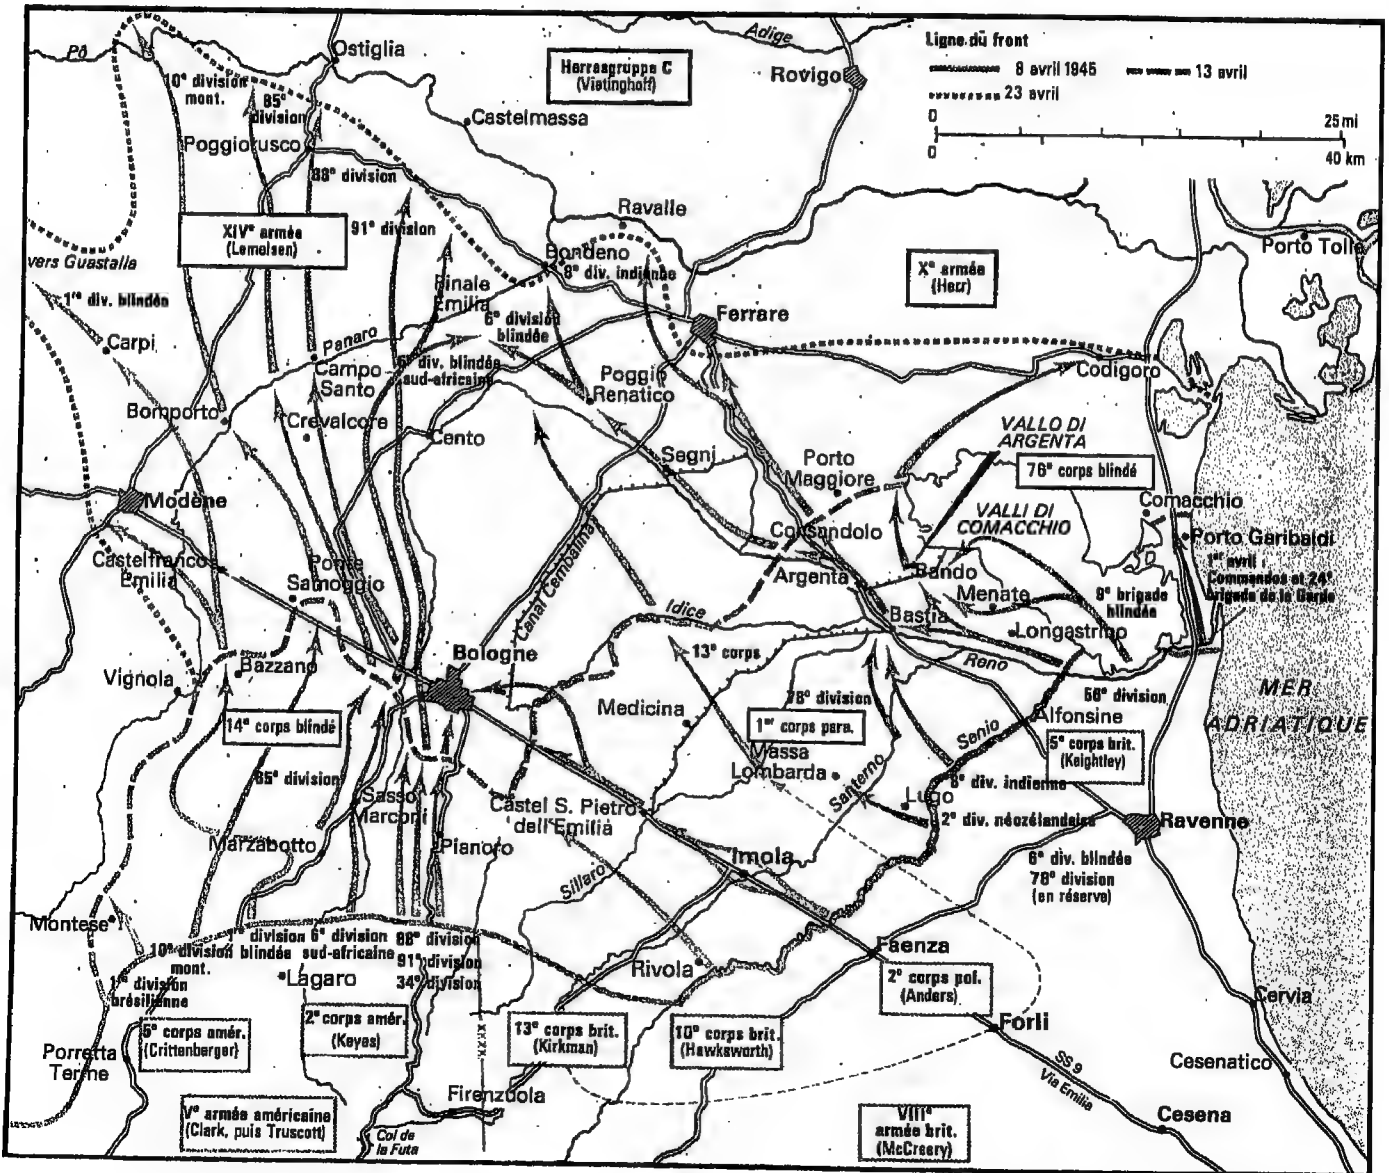 Pô
Ostiglia
Adige
Rovigo
Herresgruppe C
(Vietinghoff)
Ligne du front
8 avril 1945
13 avril
23 avril
0
25 mi
0
40 km
10e division
mont.
85e
division
Castelmassa
Poggiorusco
88e division
XIVe armée
(Lemelsen)
91e division
Ravalle
Porto Tolle
vers Guastalla
Bondeno
8e div. indienne
Xe armée
(Herr)
1re div. blindée
Finale
Emilia
6e division
blindée
Ferrare
Carpi
Panaro
6e div. blindée
sud-africaine
Campo
Santo
Poggio
Renatico
Codigoro
Bomporto
Crevalcore
Cento
VALLO DI
ARGENTA
Segni
Porto
Maggiore
76e corps blindé
Modène
Comacchio
VALLI DI
COMACCHIO
Consandolo
Porto Garibaldi
Castelfranco
Emilia
Ponte
Samoggio
Canal Cembalina
Argenta
Bando
1er avril :
Commandos et 24e
brigade de la Garde
Menate
9e brigade
blindée
Idice
Bastia
Longastrino
Bologne
13e corps
Reno
Bazzano
Vignola
56e division
78e division
Medicina
14e corps blindé
1er corps para.
Alfonsine
MER
ADRIATIQUE
Senio
5e corps brit.
(Keightley)
Massa
Lombarda
85e division
Santerno
8e div. indienne
Sasso
Marconi
Castel S. Pietro
dell'Emilia
Lugo
2e div. néozélandaise
Ravenne
Marzabotto
Pianoro
Imola
6e div. blindée
78e division
(en réserve)
Sillaro
Montese
10e division
mont.
1re division
blindée
6e division
sud-africaine
88e division
91e division
34e division
Faenza
Rivola
Lagaro
2e corps pol.
(Anders)
1re division
brésilienne
Cervia
5e corps amér.
(Crittenberger)
2e corps amér.
(Keyes)
13e corps brit.
(Kirkman)
10e corps brit.
(Hawksworth)
Forli
Porretta
Terme
Cesenatico
SS 9
Via Emilia
Firenzuola
Ve armée américaine
(Clark, puis Truscott)
Col de
la Futa
VIIIe
armée brit.
(McCreery)
Cesena